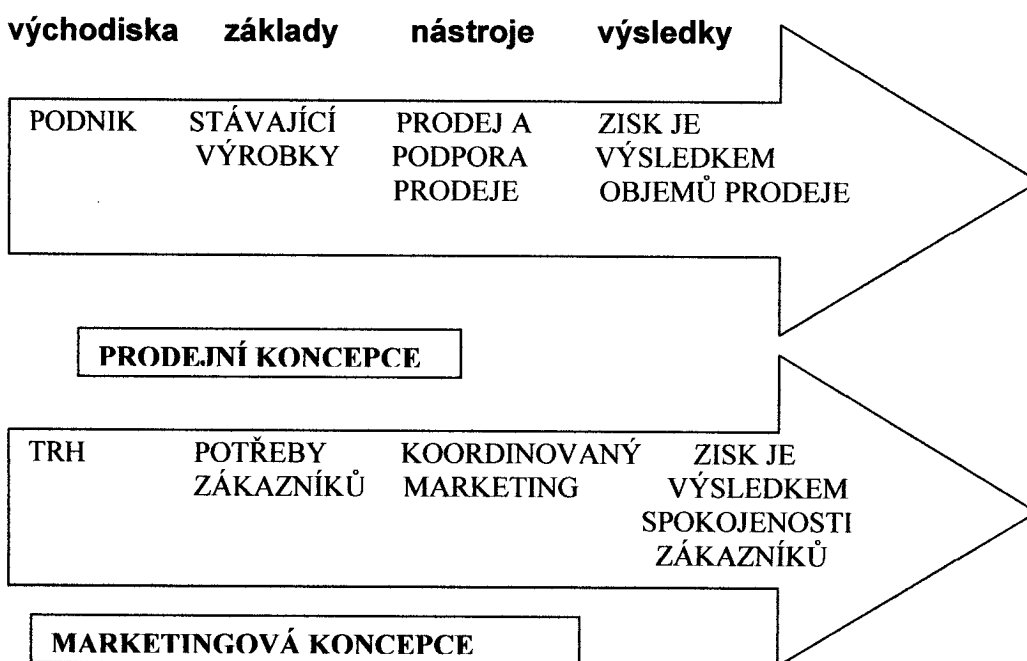 východiska základy nástroje výsledky
PODNIK STÁVAJÍCÍ PRODEJ A ZISK JE
VÝROBKY PODPORA VÝSLEDKEM
PRODEJE OBJEMŮ PRODEJE
PRODEJNÍ KONCEPCE
TRH POTŘEBY KOORDINOVANÝ ZISK JE
ZÁKAZNÍKŮ MARKETING VÝSLEDKEM
SPOKOJENOSTI
ZÁKAZNÍKŮ
MARKETINGOVÁ KONCEPCE